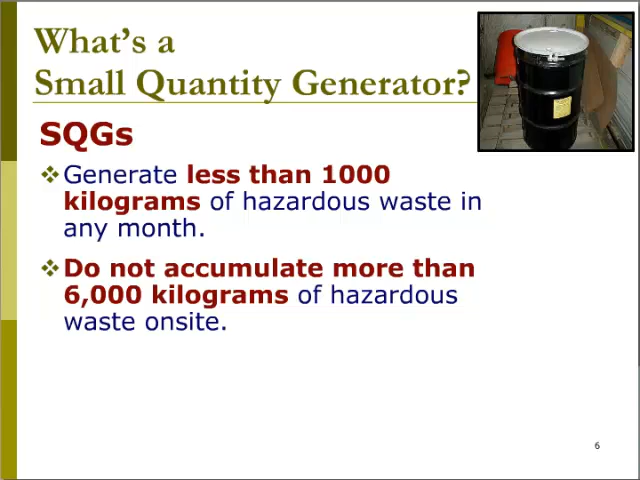 What's a
Small Quantity Generator?
SQGs
Generate less than 1000
kilograms of hazardous waste in
any month.
Do not accumulate more than
6,000 kilograms of hazardous
waste onsite.
6